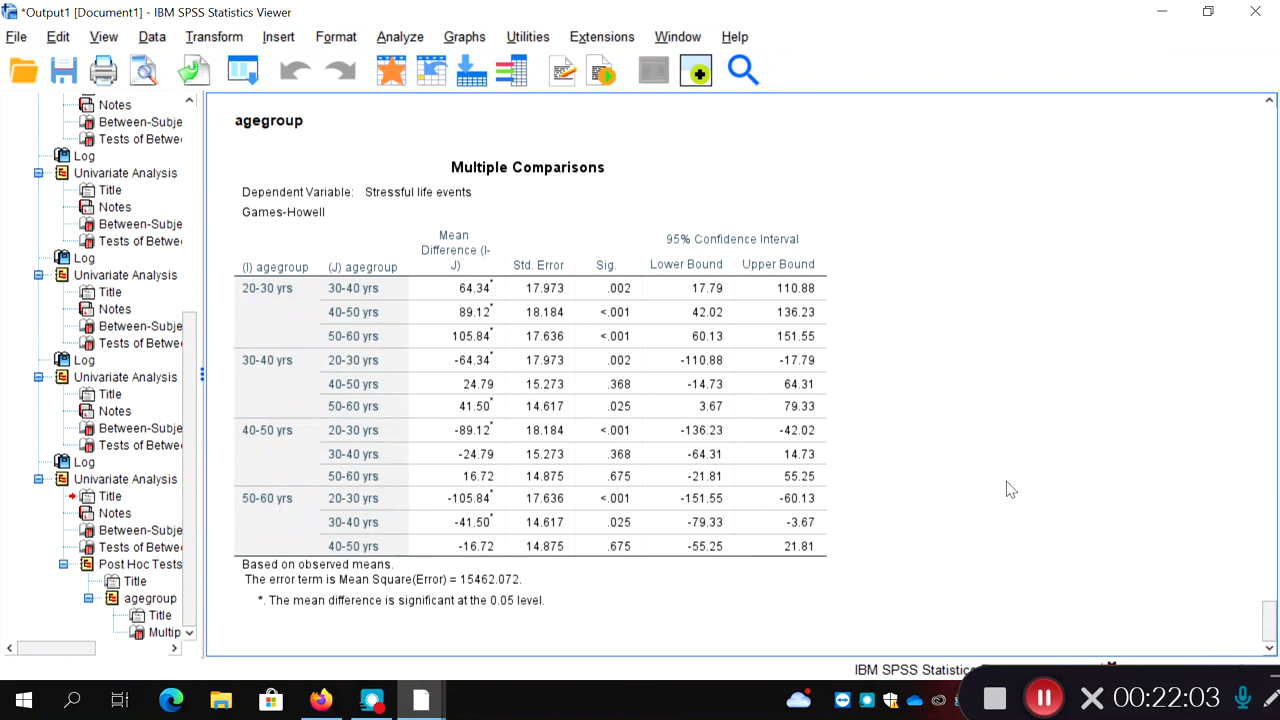 *Output1 [Document1] - IBM SPSS Statistics Viewer
File Edit View Data Transform Insert Format Analyze Graphs Utilities Extensions Window Help
Notes
Between-Subje
Tests of Betwe
Log
Univariate Analysis
Title
Notes
Between-Subje
Tests of Betwe
Log
Univariate Analysis
Title
Notes
Between-Subje
Tests of Betwe
Log
Univariate Analysis
Title
Notes
Between-Subje
Tests of Betwe
Log
Univariate Analysis
Title
Notes
Between-Subje
Tests of Betwe
Post Hoc Tests
Title
agegroup
Title
Multip
agegroup
Multiple Comparisons
Dependent Variable: Stressful life events
Games-Howell
Mean
Difference (I-
95% Confidence Interval
(I) agegroup (J) agegroup J) Std. Error Sig. Lower Bound Upper Bound
20-30 yrs 30-40 yrs 64.34* 17.973 .002 17.79 110.88
40-50 yrs 89.12* 18.184 <.001 42.02 136.23
50-60 yrs 105.84* 17.636 <.001 60.13 151.55
30-40 yrs 20-30 yrs -64.34* 17.973 .002 -110.88 -17.79
40-50 yrs 24.79 15.273 .368 -14.73 64.31
50-60 yrs 41.50* 14.617 .025 3.67 79.33
40-50 yrs 20-30 yrs -89.12* 18.184 <.001 -136.23 -42.02
30-40 yrs -24.79 15.273 .368 -64.31 14.73
50-60 yrs 16.72 14.875 .675 -21.81 55.25
50-60 yrs 20-30 yrs -105.84* 17.636 <.001 -151.55 -60.13
30-40 yrs -41.50* 14.617 .025 -79.33 -3.67
40-50 yrs -16.72 14.875 .675 -55.25 21.81
Based on observed means.
The error term is Mean Square(Error) = 15462.072.
*. The mean difference is significant at the 0.05 level.
IBM SPSS Statistics
00:22:03